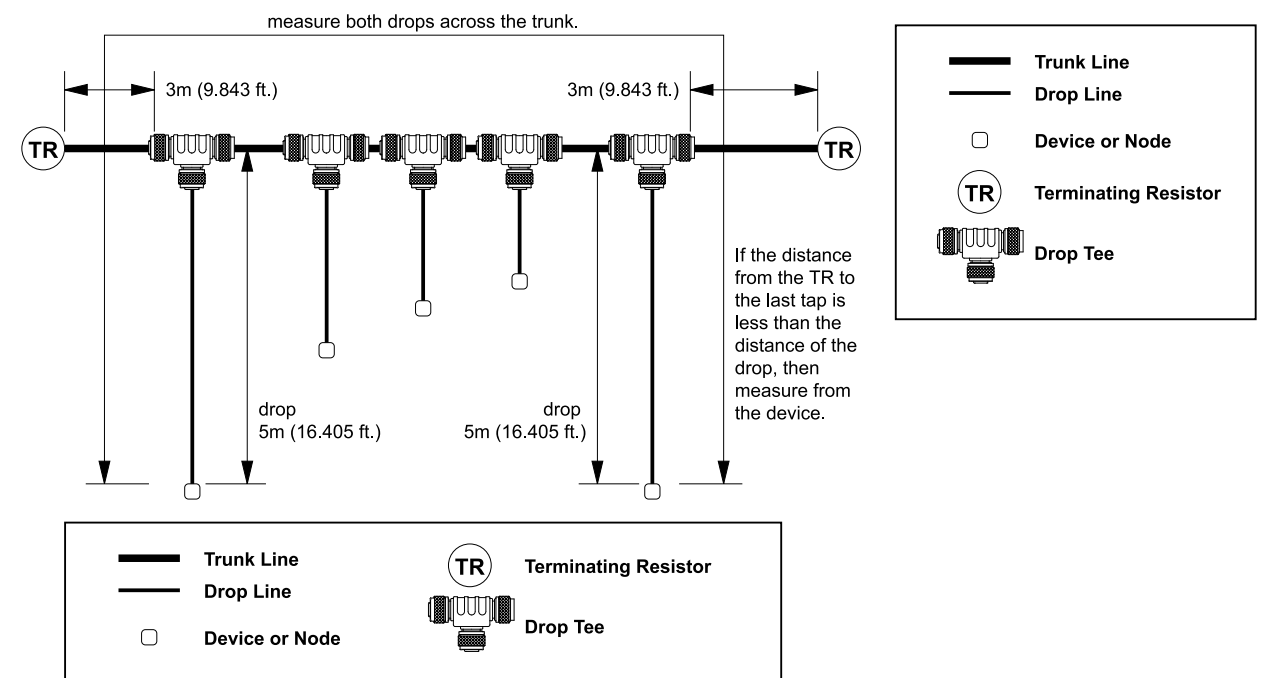 measure both drops across the trunk.
3m (9.843 ft.)
3m (9.843 ft.)
TR
TR
If the distance
from the TR to
the last tap is
less than the
distance of the
drop, then
measure from
the device.
drop
5m (16.405 ft.)
drop
5m (16.405 ft.)
Trunk Line
Drop Line
Device or Node
TR
Terminating Resistor
Drop Tee
Trunk Line
Drop Line
Device or Node
TR
Terminating Resistor
Drop Tee